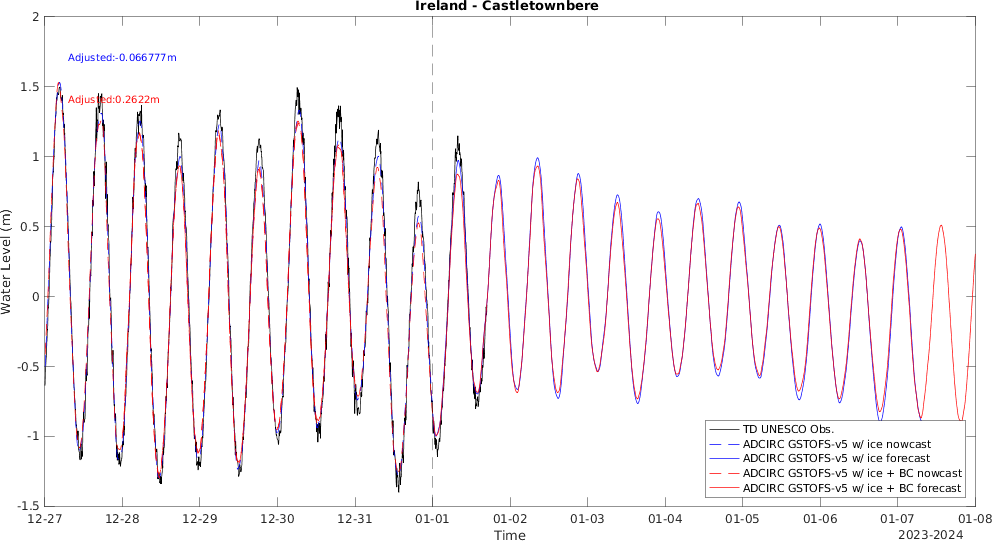 Ireland - Castletownbere
2
1.5
1
0.5
0
-0.5
-1
-1.5
Water Level (m)
Adjusted:-0.066777m
Adjusted:0.2622m
TD UNESCO Obs.
ADCIRC GSTOFS-v5 w/ ice nowcast
ADCIRC GSTOFS-v5 w/ ice forecast
ADCIRC GSTOFS-v5 w/ ice + BC nowcast
ADCIRC GSTOFS-v5 w/ ice + BC forecast
12-27 12-28 12-29 12-30 12-31 01-01 01-02 01-03 01-04 01-05 01-06 01-07 01-08
Time
2023-2024